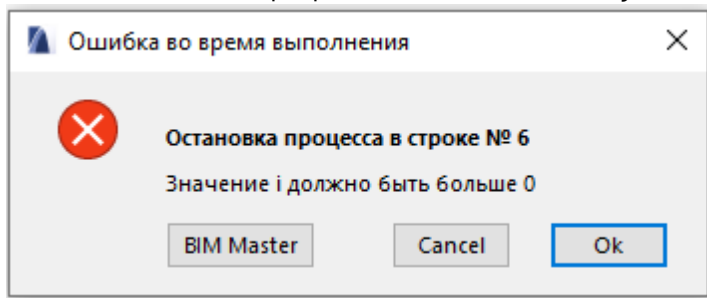 Ошибка во время выполнения
Остановка процесса в строке № 6
Значение i должно быть больше 0
BIM Master
Cancel
Ok